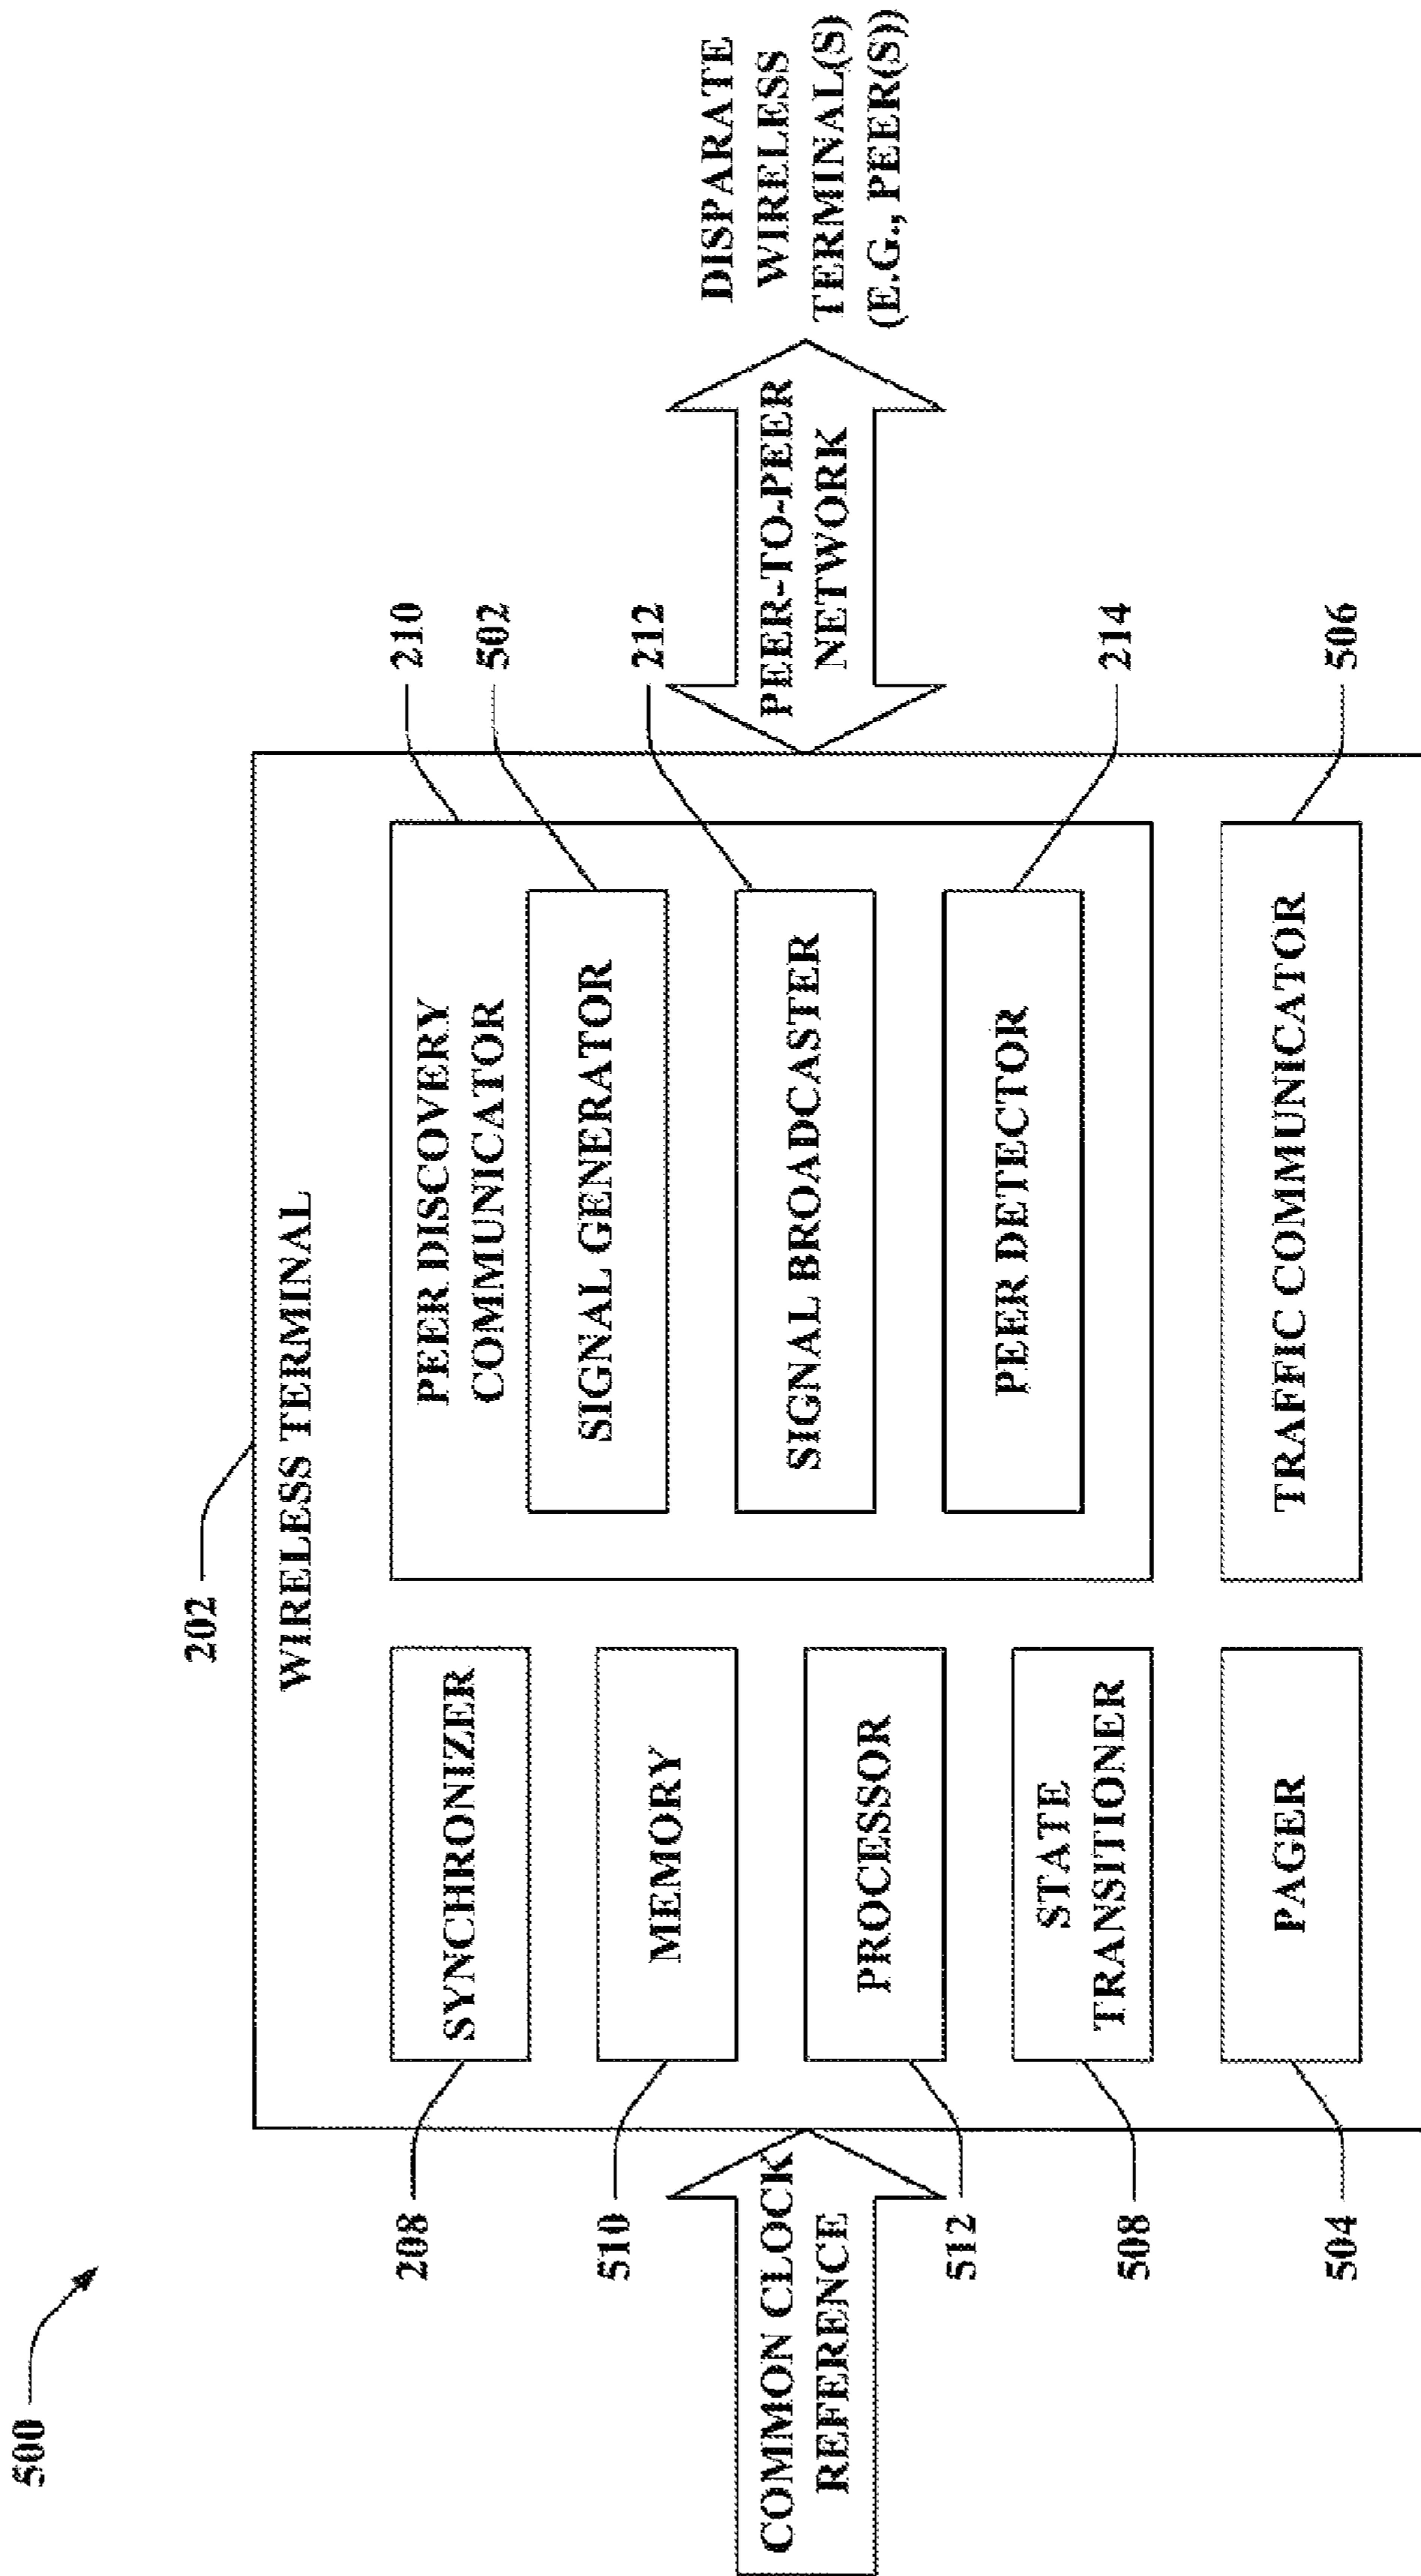 500
202
WIRELESS TERMINAL
208
SYNCHRONIZER
510
MEMORY
COMMON CLOCK
REFERENCE
PROCESSOR
512
STATE
TRANSITIONER
508
PAGER
504
PEER DISCOVERY
COMMUNICATOR
210
SIGNAL GENERATOR
502
SIGNAL BROADCASTER
212
PEER DETECTOR
214
TRAFFIC COMMUNICATOR
506
PEER-TO-PEER
NETWORK
DISPARATE
WIRELESS
TERMINAL(S)
(E.G., PEER(S))